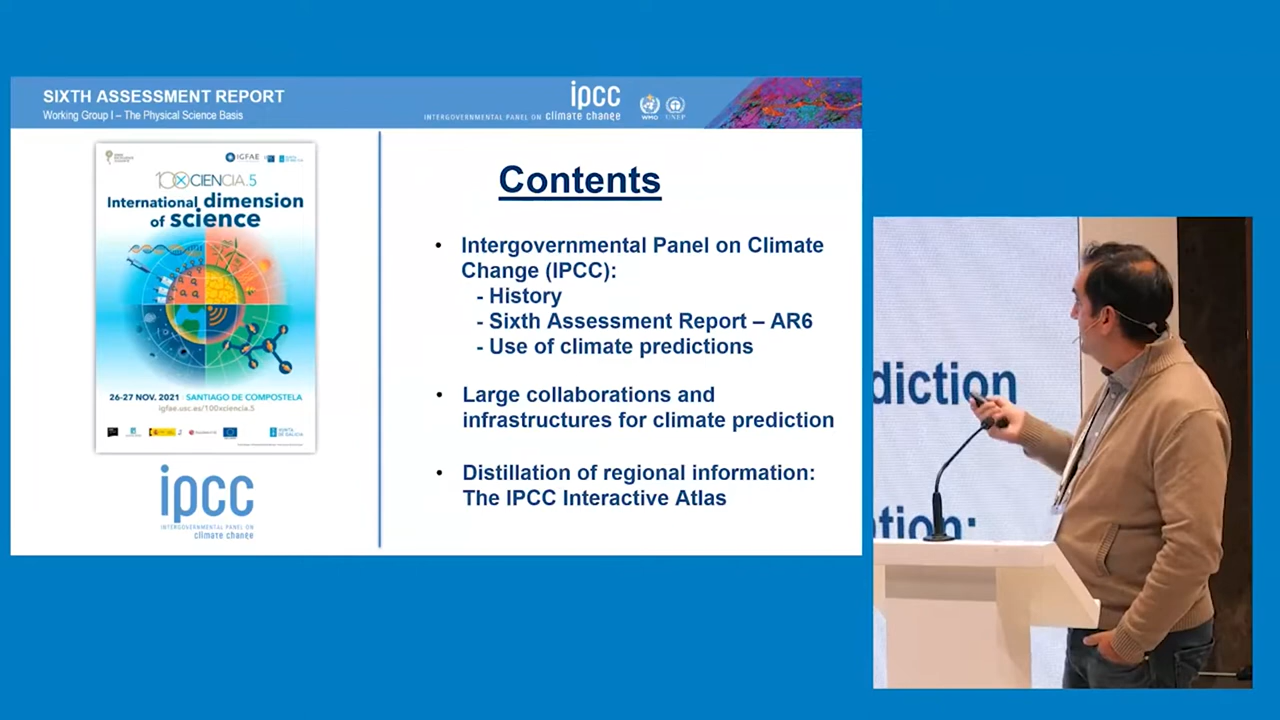 SIXTH ASSESSMENT REPORT
Working Group I – The Physical Science Basis
ipcc
INTERGOVERNMENTAL PANEL ON climate change
WMO
UNEP
IGFAE
100XCIENCIA.5
International dimension
of science
26-27 NOV. 2021 SANTIAGO DE COMPOSTELA
igfae.usc.es/100xciencia.5
ipcc
INTERGOVERNMENTAL PANEL ON
climate change
Contents
• Intergovernmental Panel on Climate
Change (IPCC):
- History
- Sixth Assessment Report – AR6
- Use of climate predictions
• Large collaborations and
infrastructures for climate prediction
• Distillation of regional information:
The IPCC Interactive Atlas
diction
ation: